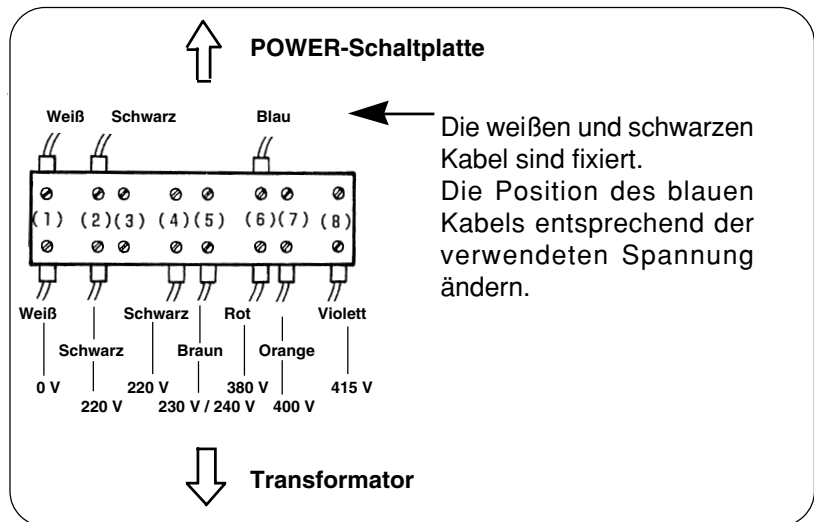 POWER-Schaltplatte
Weiß Schwarz Blau
Die weißen und schwarzen
Kabel sind fixiert.
Die Position des blauen
Kabels entsprechend der
verwendeten Spannung
ändern.
(1) (2)(3) (4)(5) (6)(7) (8)
Weiß Schwarz Rot Violett
Schwarz Braun Orange
0 V 220 V 380 V 415 V
220 V 230 V / 240 V 400 V
Transformator